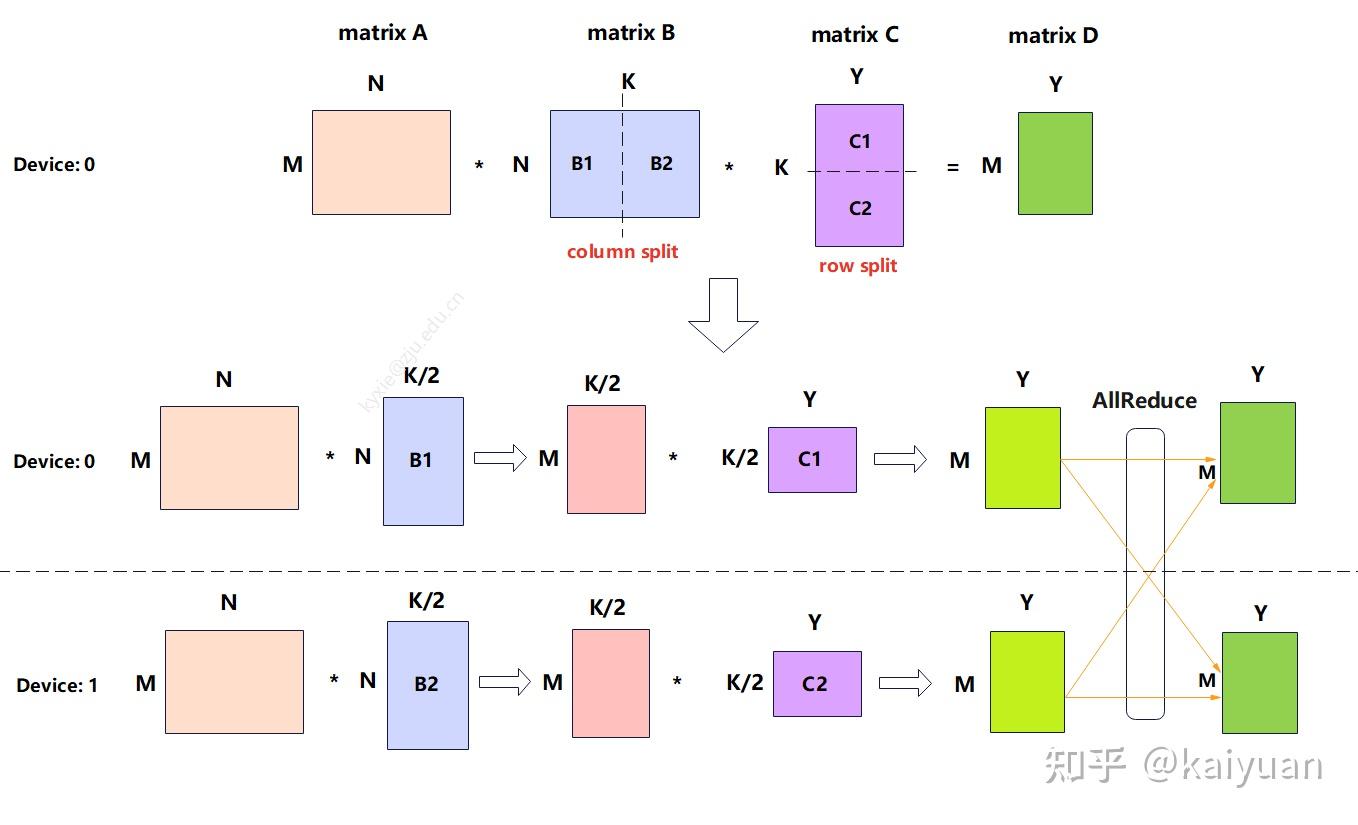 matrix A matrix B matrix C matrix D
N K Y Y
Device: 0 M * N B1 B2 * K C1 C2 = M
column split row split
kyxie@zju.edu.cn
N K/2 K/2 Y Y AllReduce Y
Device: 0 M * N B1 M * K/2 C1 M M
N K/2 K/2 Y Y Y
Device: 1 M * N B2 M * K/2 C2 M M
知乎 @kaiyuan